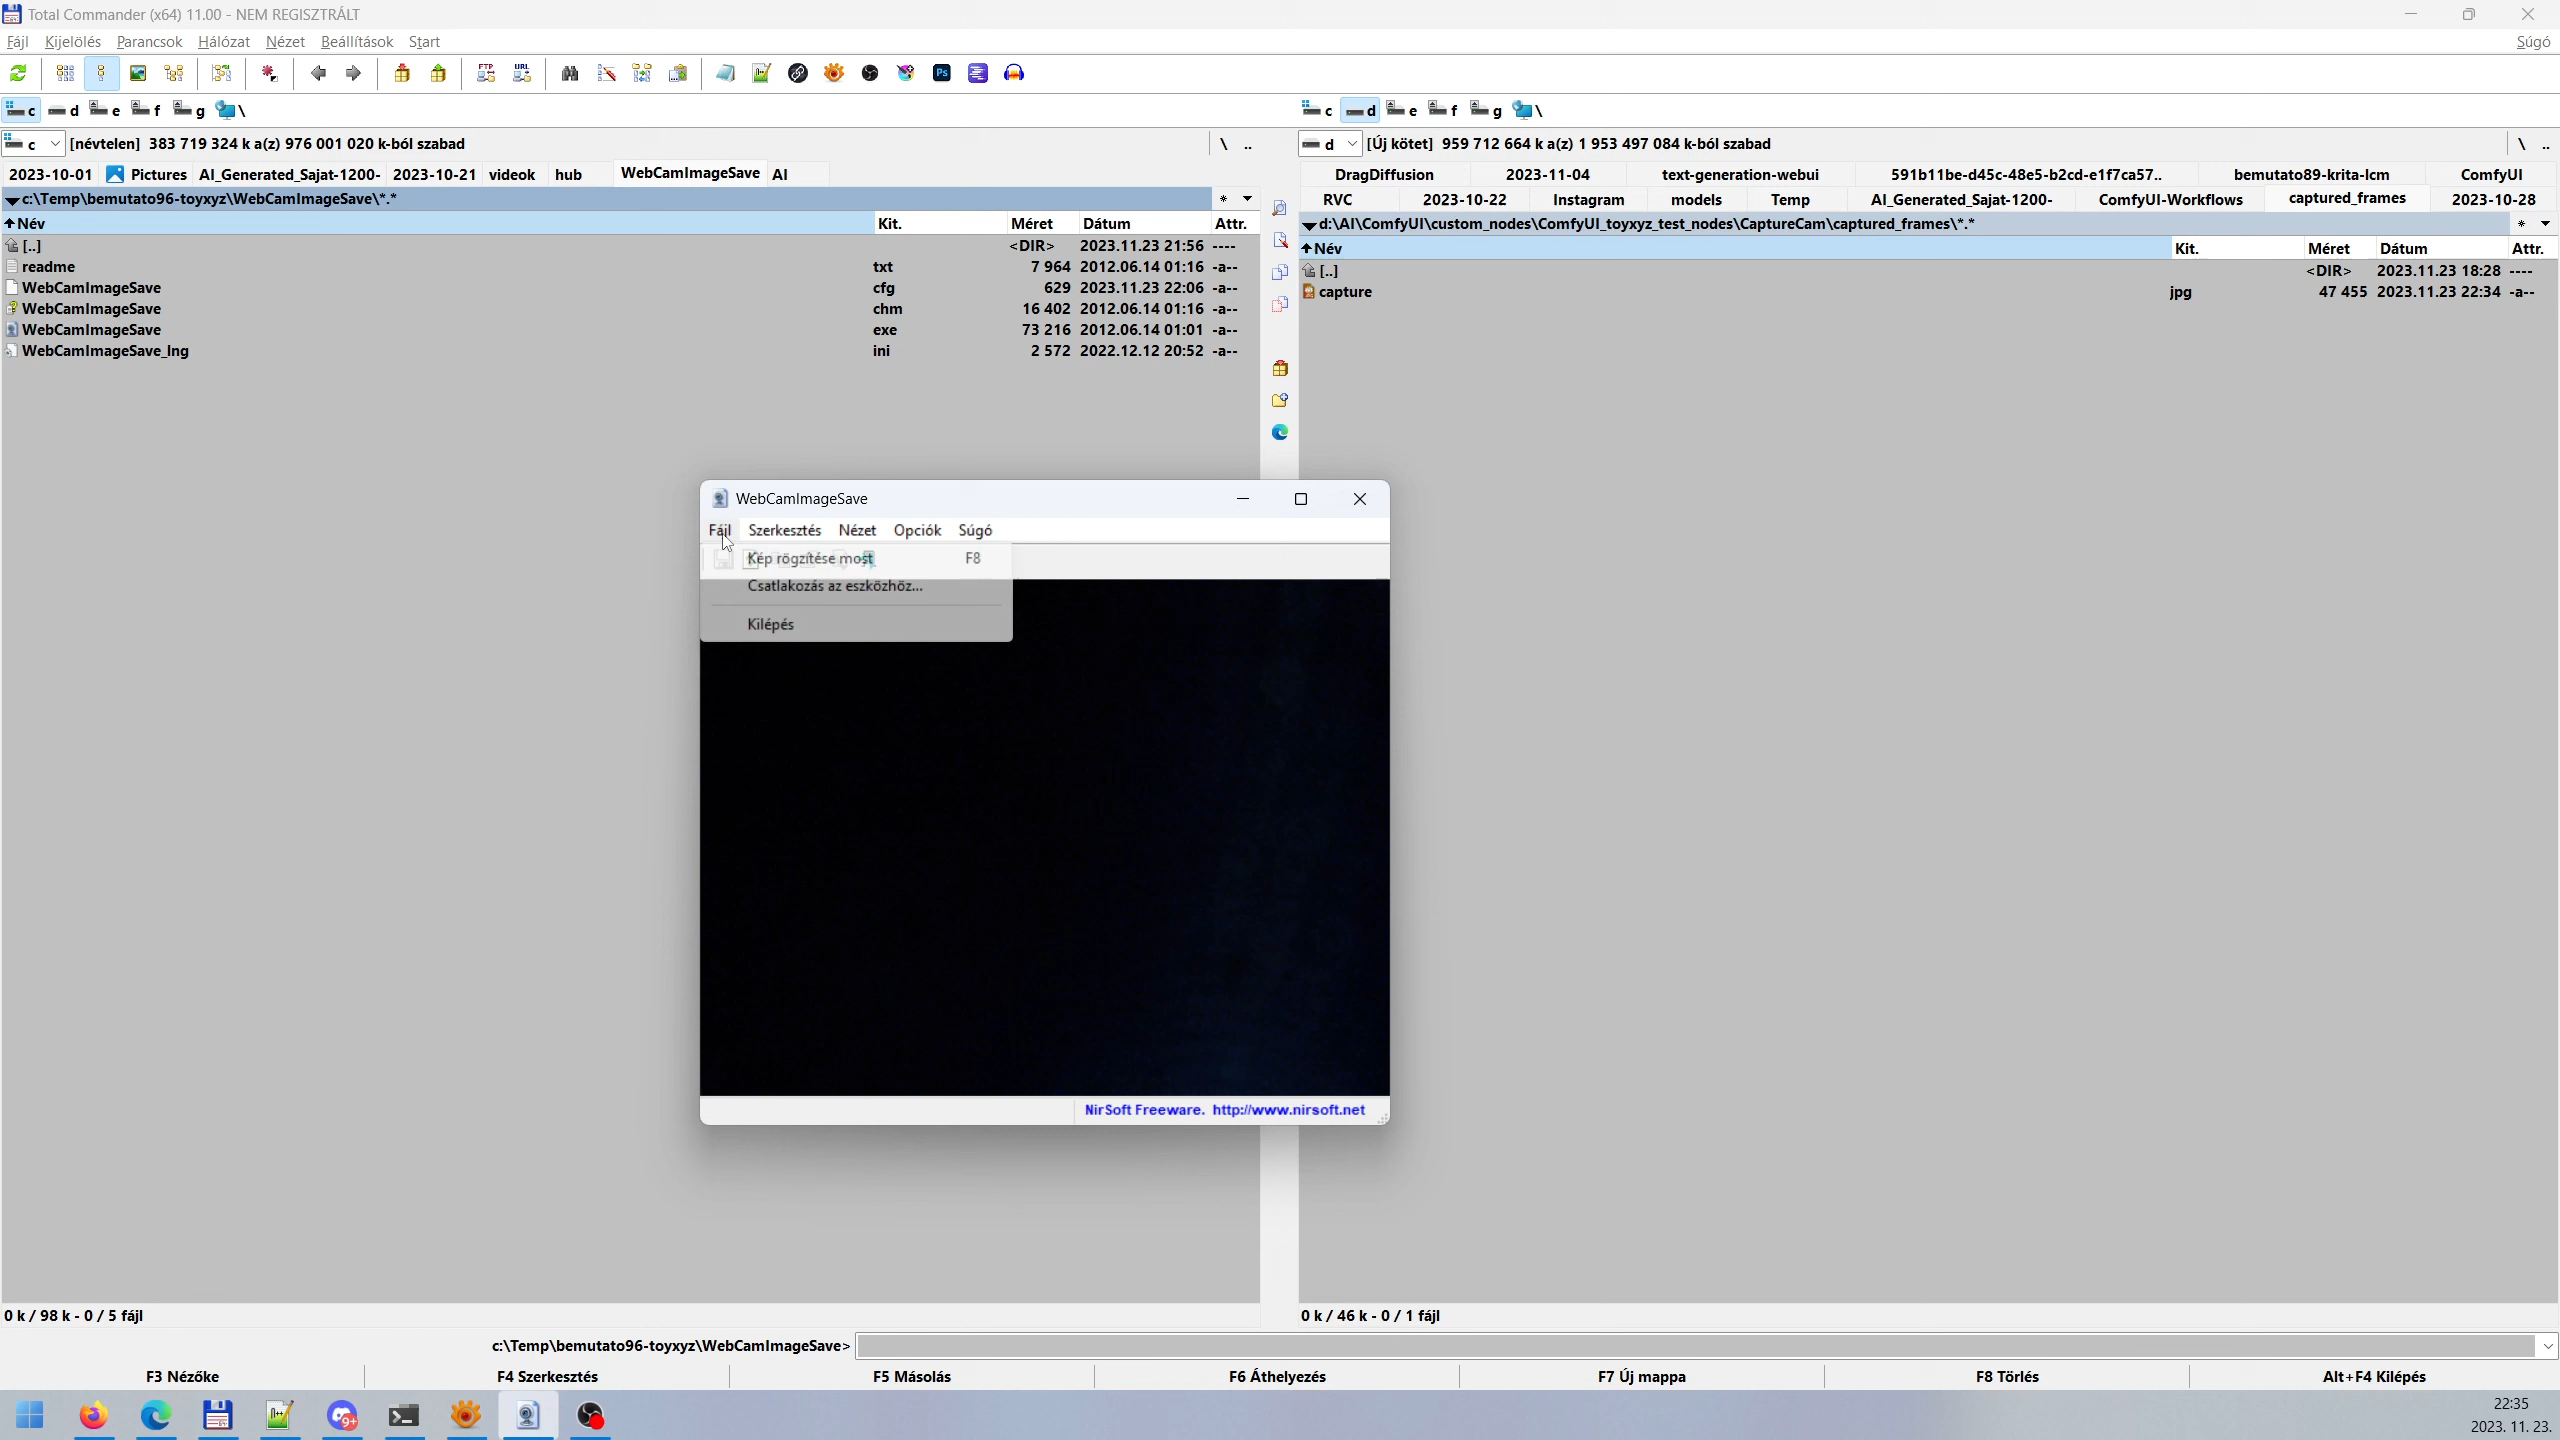 Total Commander (x64) 11.00 - NEM REGISZTRÁLT
Fájl Kijelölés Parancsok Hálózat Nézet Beállítások Start Súgó
FTP URL Ps
c d e f g \ c d e f g \
c [névtelen] 383 719 324 k a(z) 976 001 020 k-ból szabad \ ..
d [Új kötet] 959 712 664 k a(z) 1 953 497 084 k-ból szabad \ ..
2023-10-01 Pictures AI_Generated_Sajat-1200- 2023-10-21 videok hub WebCamImageSave AI
c:\Temp\bemutato96-toyxyz\WebCamImageSave\*.* *
Név Kit. Méret Dátum Attr.
[..] <DIR> 2023.11.23 21:56 ----
readme txt 7 964 2012.06.14 01:16 -a--
WebCamImageSave cfg 629 2023.11.23 22:06 -a--
WebCamImageSave chm 16 402 2012.06.14 01:16 -a--
WebCamImageSave exe 73 216 2012.06.14 01:01 -a--
WebCamImageSave_lng ini 2 572 2022.12.12 20:52 -a--
DragDiffusion 2023-11-04 text-generation-webui 591b11be-d45c-48e5-b2cd-e1f7ca57.. bemutato89-krita-lcm ComfyUI
RVC 2023-10-22 Instagram models Temp AI_Generated_Sajat-1200- ComfyUI-Workflows captured_frames 2023-10-28
d:\AI\ComfyUI\custom_nodes\ComfyUI_toyxyz_test_nodes\CaptureCam\captured_frames\*.* *
Név Kit. Méret Dátum Attr.
[..] <DIR> 2023.11.23 18:28 ----
capture jpg 47 455 2023.11.23 22:34 -a--
WebCamImageSave
Fájl Szerkesztés Nézet Opciók Súgó
Kép rögzítése most F8
Csatlakozás az eszközhöz...
Kilépés
NirSoft Freeware. http://www.nirsoft.net
0 k / 98 k - 0 / 5 fájl
0 k / 46 k - 0 / 1 fájl
c:\Temp\bemutato96-toyxyz\WebCamImageSave>
F3 Nézőke F4 Szerkesztés F5 Másolás F6 Áthelyezés F7 Új mappa F8 Törlés Alt+F4 Kilépés
9+
22:35
2023. 11. 23.